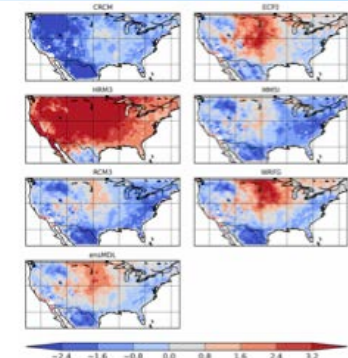 CRCM
ECP2
HRM3
MM5I
RCM3
WRFG
ensMDL
−2.4 −1.6 −0.8 0.0 0.8 1.6 2.4 3.2